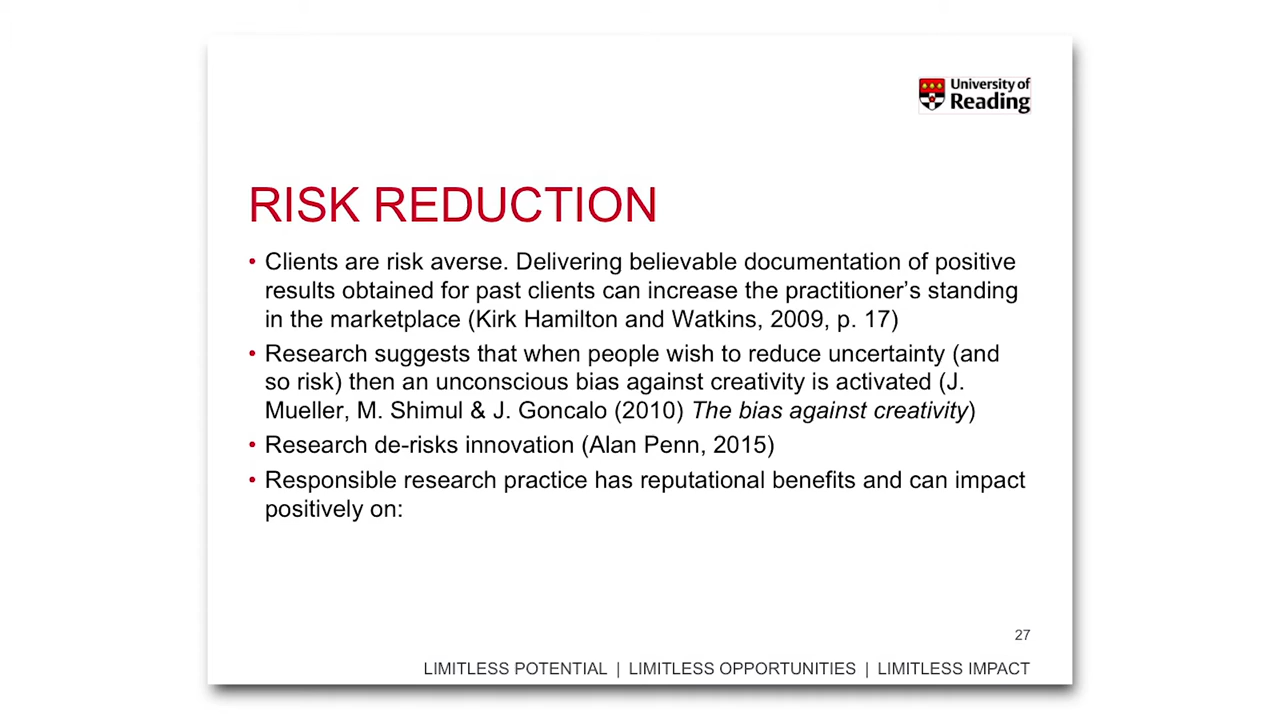 University of
Reading
RISK REDUCTION
• Clients are risk averse. Delivering believable documentation of positive
results obtained for past clients can increase the practitioner’s standing
in the marketplace (Kirk Hamilton and Watkins, 2009, p. 17)
• Research suggests that when people wish to reduce uncertainty (and
so risk) then an unconscious bias against creativity is activated (J.
Mueller, M. Shimul & J. Goncalo (2010) The bias against creativity)
• Research de-risks innovation (Alan Penn, 2015)
• Responsible research practice has reputational benefits and can impact
positively on:
27
LIMITLESS POTENTIAL | LIMITLESS OPPORTUNITIES | LIMITLESS IMPACT